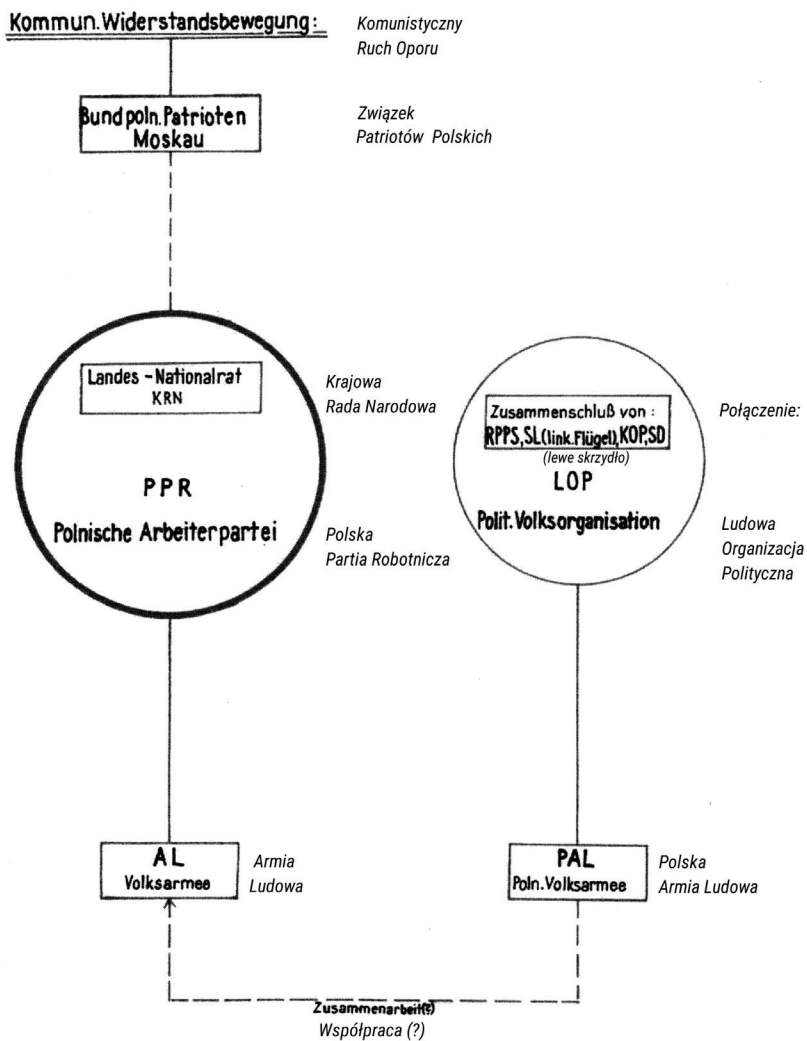 Kommun. Widerstandsbewegung:
Komunistyczny
Ruch Oporu
Bund poln. Patrioten
Moskau
Związek
Patriotów Polskich
Landes-Nationalrat
KRN
Krajowa
Rada Narodowa
PPR
Polnische Arbeiterpartei
Polska
Partia Robotnicza
Zusammenschluß von:
RPPS, SL (link. Flügel), KOP, SD
(lewe skrzydło)
Połączenie:
LOP
Polit. Volksorganisation
Ludowa
Organizacja
Polityczna
AL
Volksarmee
Armia
Ludowa
PAL
Poln. Volksarmee
Polska
Armia Ludowa
Zusammenarbeit(?)
Współpraca (?)